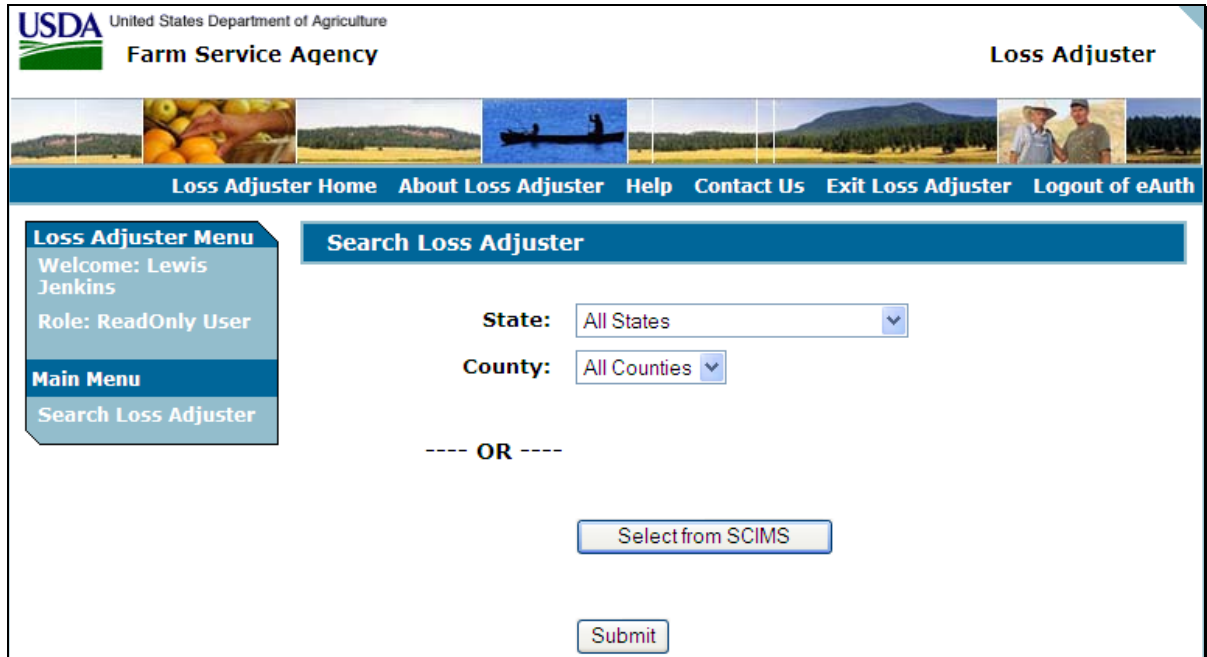 USDA United States Department of Agriculture
Farm Service Agency
Loss Adjuster
Loss Adjuster Home About Loss Adjuster Help Contact Us Exit Loss Adjuster Logout of eAuth
Loss Adjuster Menu
Welcome: Lewis
Jenkins
Role: ReadOnly User
Main Menu
Search Loss Adjuster
Search Loss Adjuster
State: All States
County: All Counties
---- OR ----
Select from SCIMS
Submit